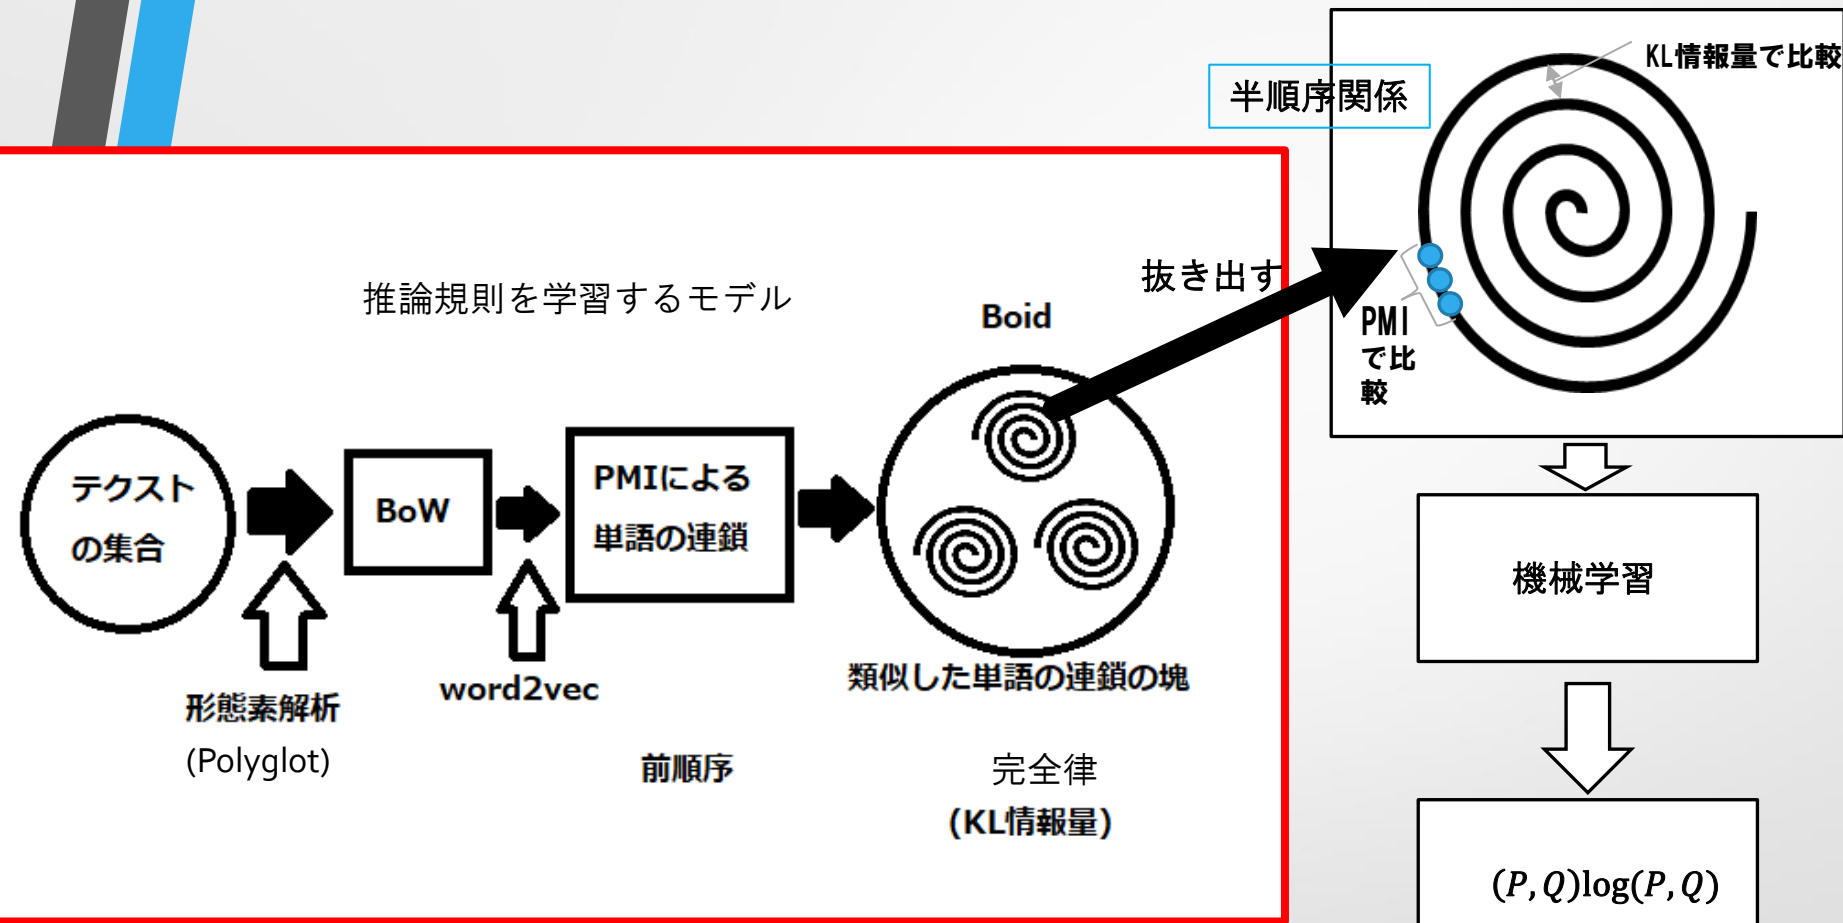 推論規則を学習するモデル
テクスト
の集合
形態素解析
(Polyglot)
BoW
word2vec
PMIによる
単語の連鎖
前順序
Boid
類似した単語の連鎖の塊
完全律
(KL情報量)
抜き出す
半順序関係
KL情報量で比較
PMI
で比
較
機械学習
(P,Q)log(P,Q)